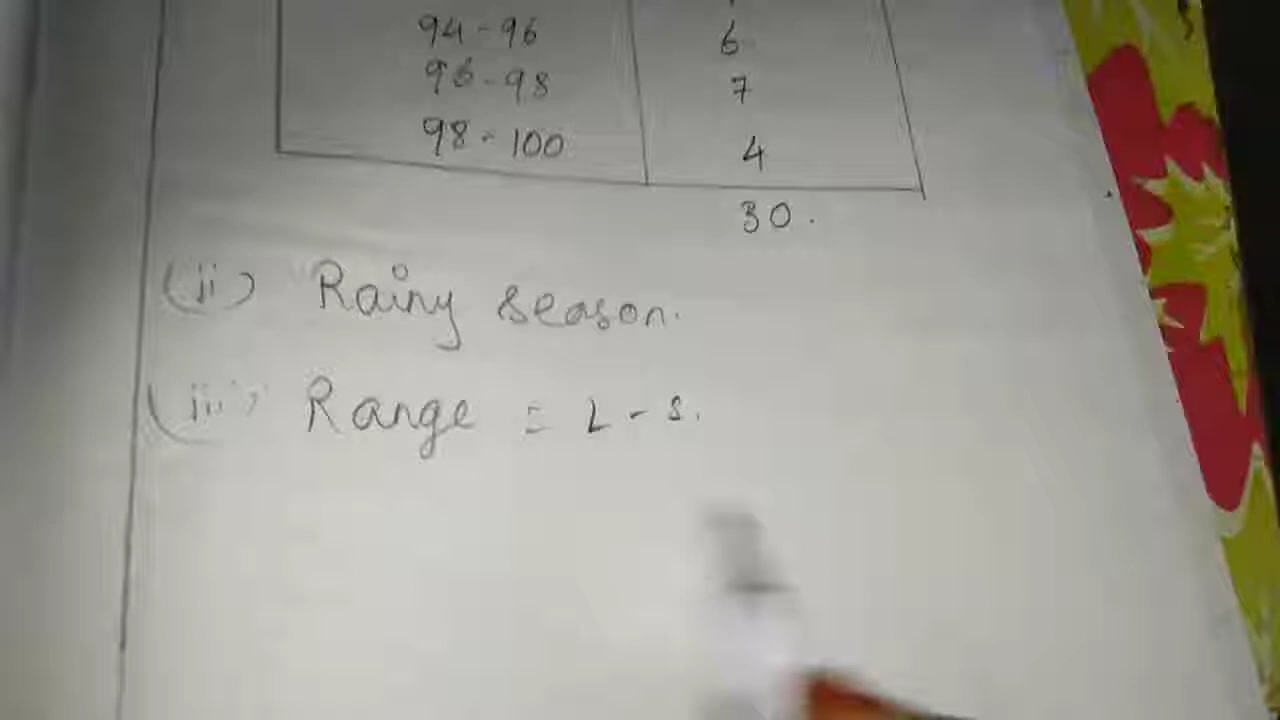 94 - 96 6
96 - 98 7
98 - 100 4
30.
(ii) Rainy season.
(iii) Range = L - S.